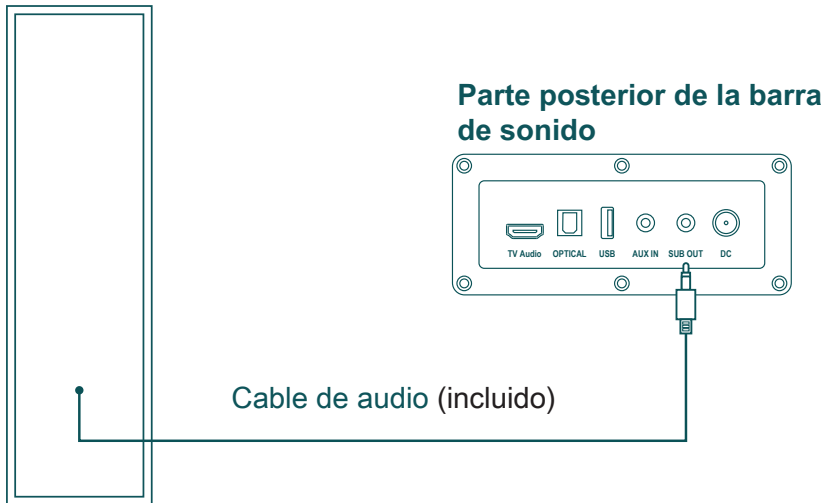 Parte posterior de la barra
de sonido
TV Audio OPTICAL USB AUX IN SUB OUT DC
Cable de audio (incluido)